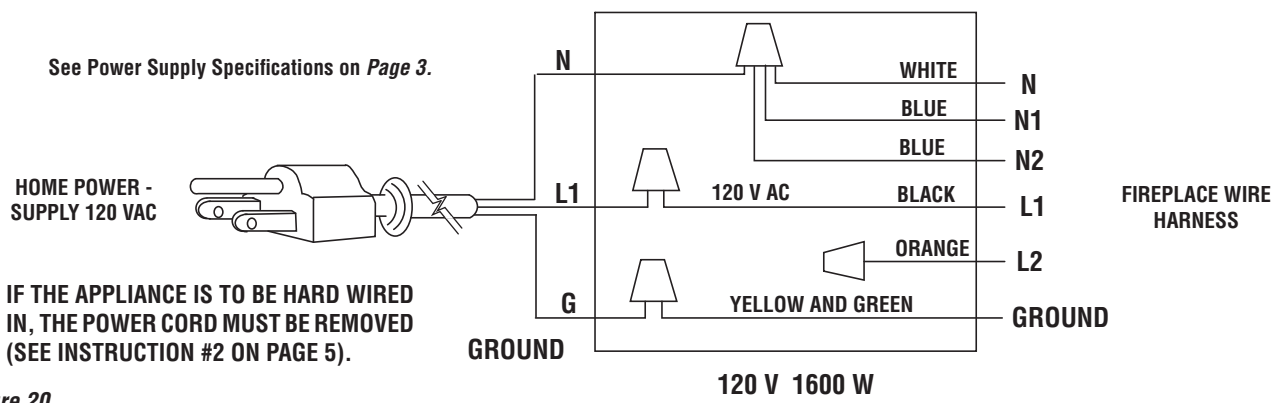 See Power Supply Specifications on Page 3.
N
WHITE
N
BLUE
N1
BLUE
N2
HOME POWER -
SUPPLY 120 VAC
L1
120 V AC
BLACK
L1
FIREPLACE WIRE
HARNESS
ORANGE
L2
IF THE APPLIANCE IS TO BE HARD WIRED
IN, THE POWER CORD MUST BE REMOVED
(SEE INSTRUCTION #2 ON PAGE 5).
G
YELLOW AND GREEN
GROUND
GROUND
120 V 1600 W